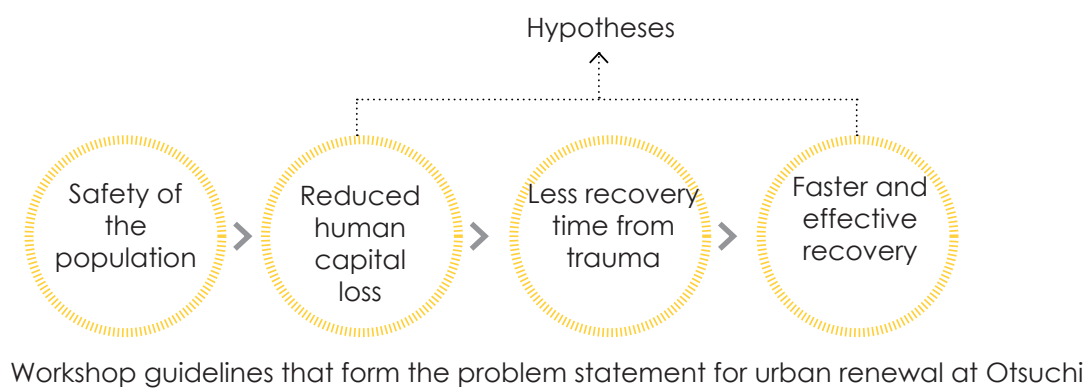 Hypotheses
Safety of
the
population
Reduced
human
capital
loss
Less recovery
time from
trauma
Faster and
effective
recovery
Workshop guidelines that form the problem statement for urban renewal at Otsuchi